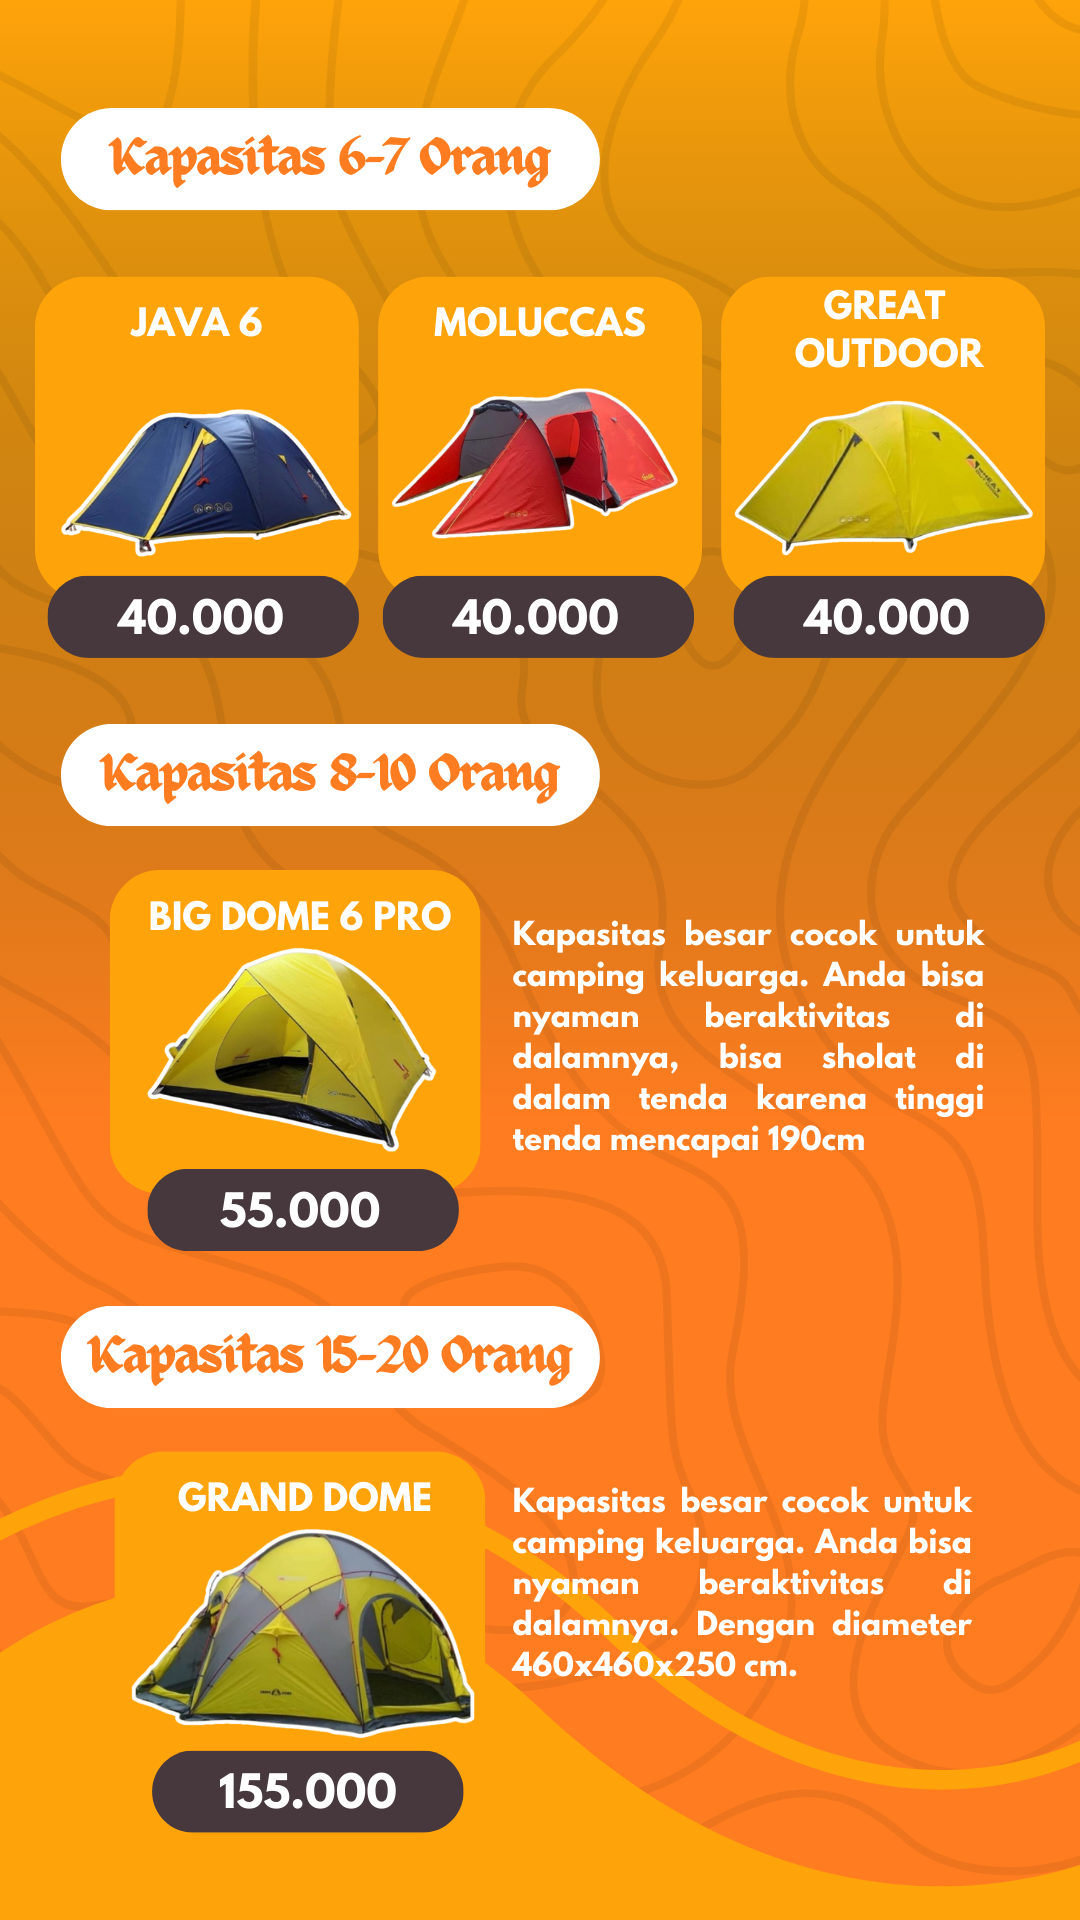 Kapasitas 6-7 Orang
JAVA 6
MOLUCCAS
GREAT
OUTDOOR
40.000
40.000
40.000
Kapasitas 8-10 Orang
BIG DOME 6 PRO
Kapasitas besar cocok untuk
camping keluarga. Anda bisa
nyaman beraktivitas di
dalamnya, bisa sholat di
dalam tenda karena tinggi
tenda mencapai 190cm
55.000
Kapasitas 15-20 Orang
GRAND DOME
Kapasitas besar cocok untuk
camping keluarga. Anda bisa
nyaman beraktivitas di
dalamnya. Dengan diameter
460x460x250 cm.
155.000